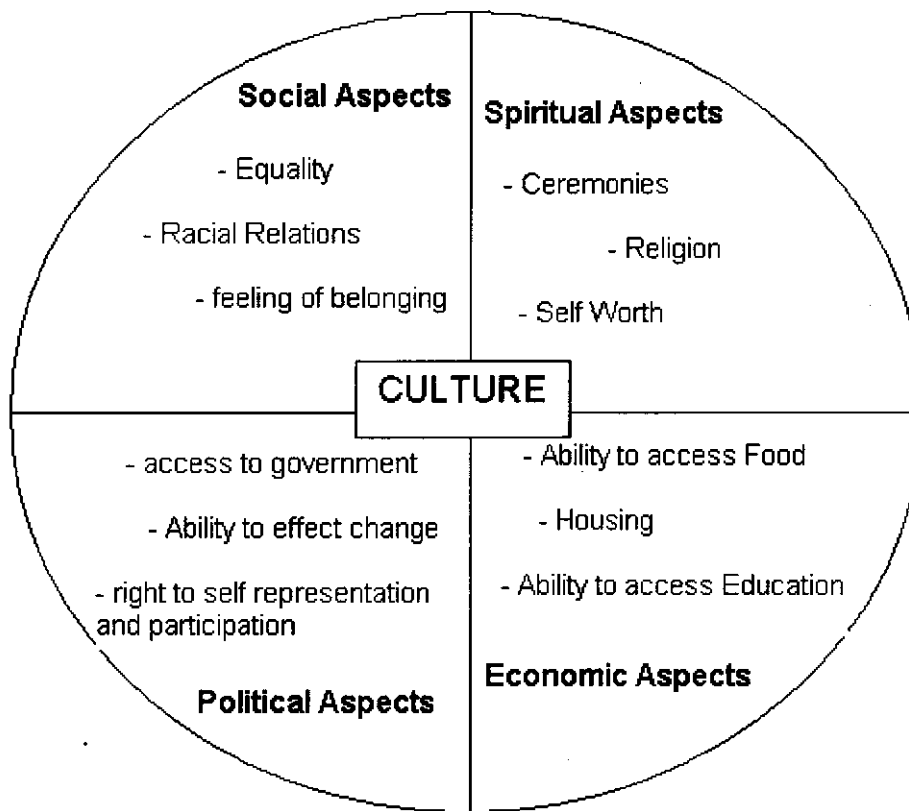 Social Aspects
- Equality
- Racial Relations
- feeling of belonging
Spiritual Aspects
- Ceremonies
- Religion
- Self Worth
CULTURE
- access to government
- Ability to effect change
- right to self representation
and participation
Political Aspects
- Ability to access Food
- Housing
- Ability to access Education
Economic Aspects